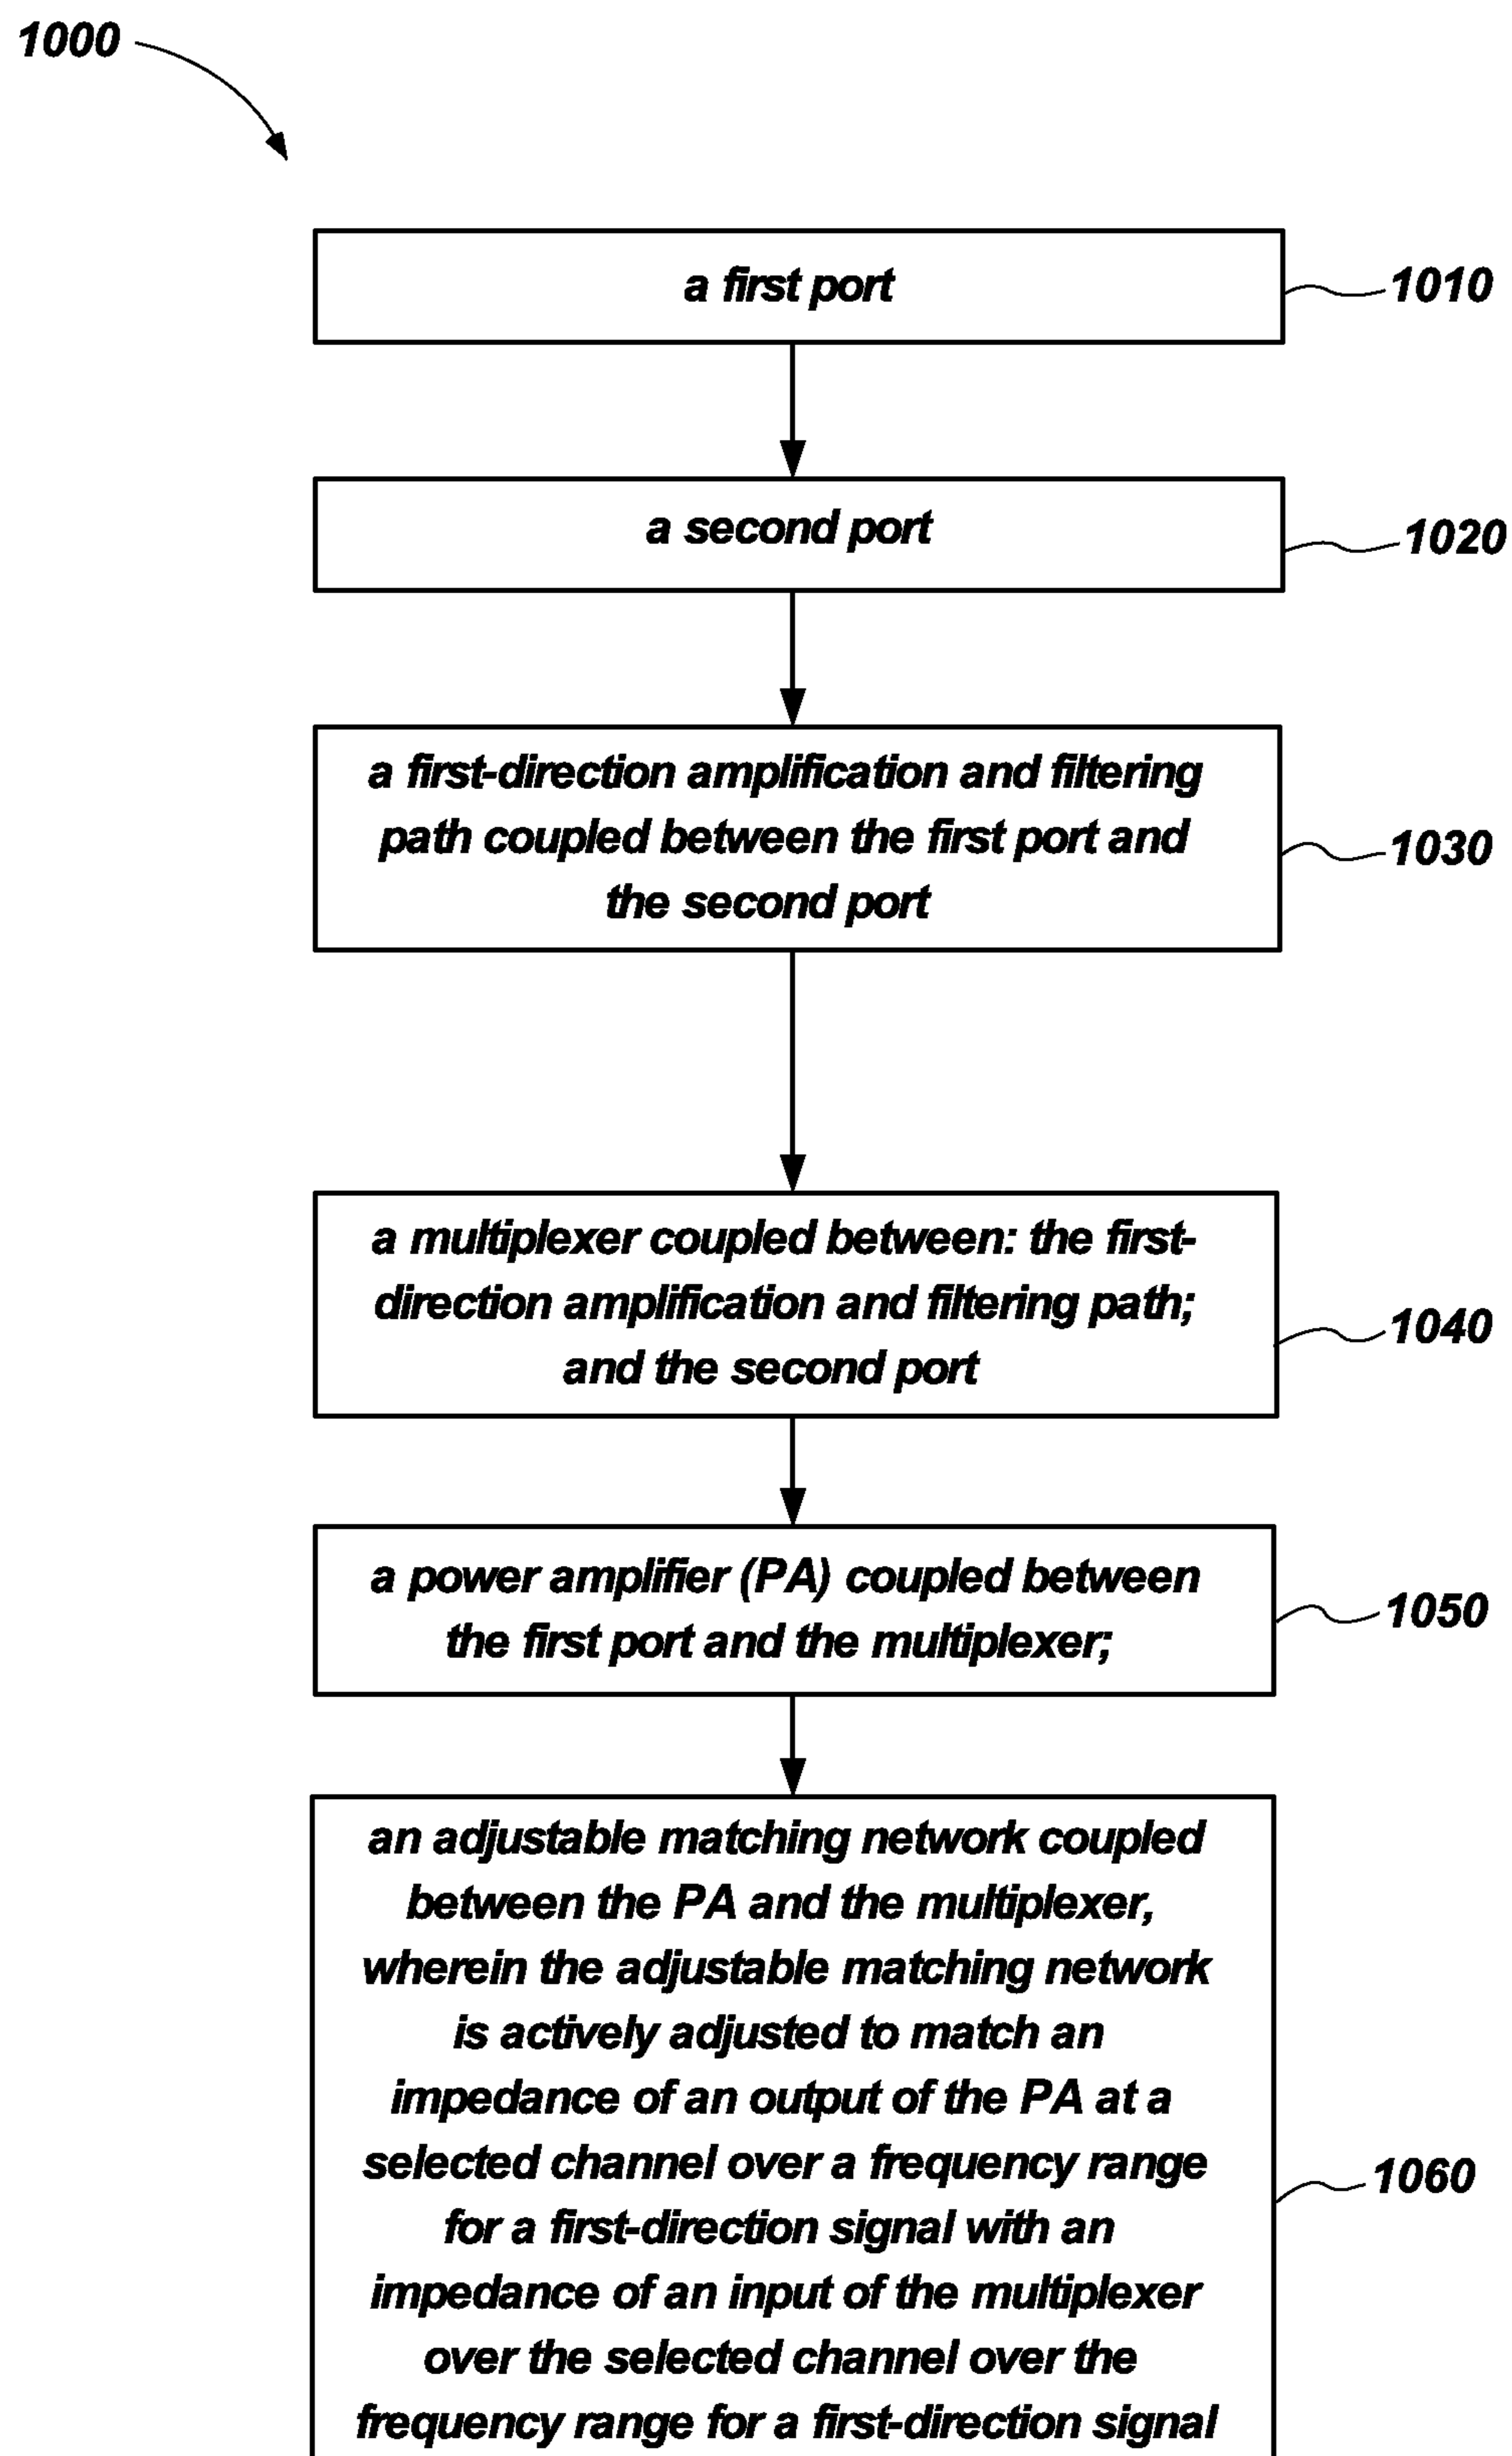 1000
a first port
1010
a second port
1020
a first-direction amplification and filtering
path coupled between the first port and
the second port
1030
a multiplexer coupled between: the first-
direction amplification and filtering path;
and the second port
1040
a power amplifier (PA) coupled between
the first port and the multiplexer;
1050
an adjustable matching network coupled
between the PA and the multiplexer,
wherein the adjustable matching network
is actively adjusted to match an
impedance of an output of the PA at a
selected channel over a frequency range
for a first-direction signal with an
impedance of an input of the multiplexer
over the selected channel over the
frequency range for a first-direction signal
1060